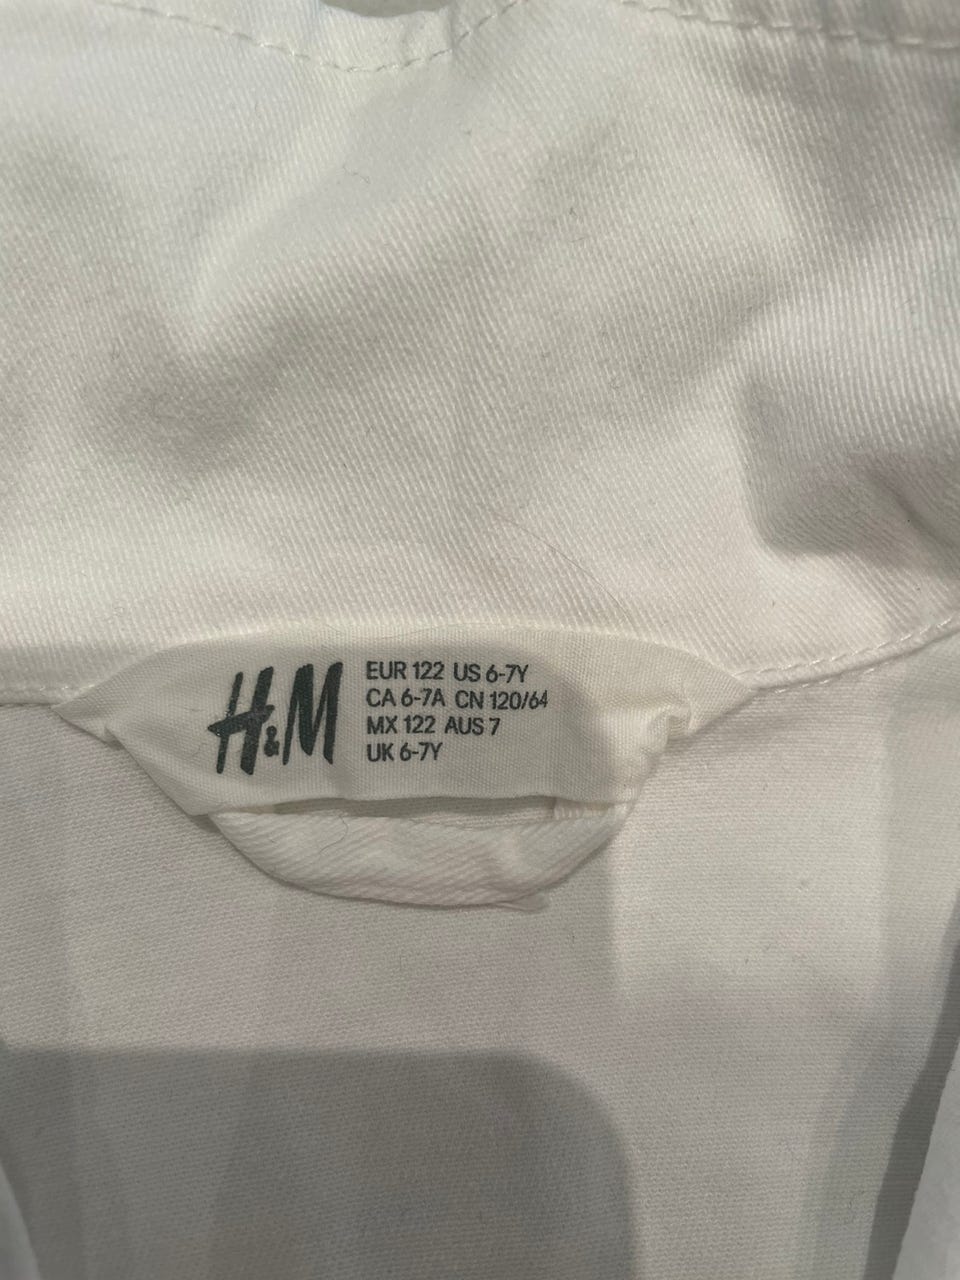 H&M
EUR 122 US 6-7Y
CA 6-7A CN 120/64
MX 122 AUS 7
UK 6-7Y